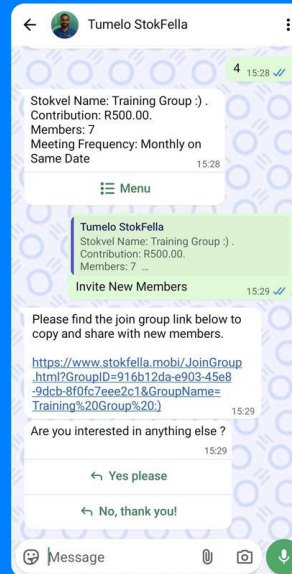 Tumelo StokFella
4 15:28
Stokvel Name: Training Group :) .
Contribution: R500.00.
Members: 7
Meeting Frequency: Monthly on
Same Date
15:28
Menu
Tumelo StokFella
Stokvel Name: Training Group :) .
Contribution: R500.00.
Members: 7 ...
Invite New Members
15:29
Please find the join group link below to
copy and share with new members.
https://www.stokfella.mobi/JoinGroup
.html?GroupID=916b12da-e903-45e8
-9dcb-8f0fc7eee2c1&GroupName=
Training%20Group%20:)
15:29
Are you interested in anything else ?
15:29
Yes please
No, thank you!
Message